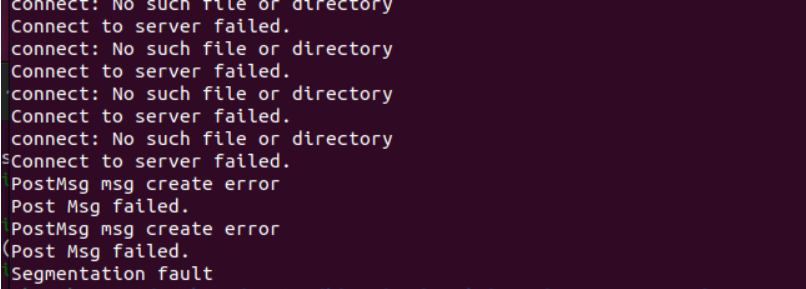 connect: No such file or directory
Connect to server failed.
connect: No such file or directory
Connect to server failed.
connect: No such file or directory
Connect to server failed.
connect: No such file or directory
Connect to server failed.
PostMsg msg create error
Post Msg failed.
PostMsg msg create error
Post Msg failed.
Segmentation fault